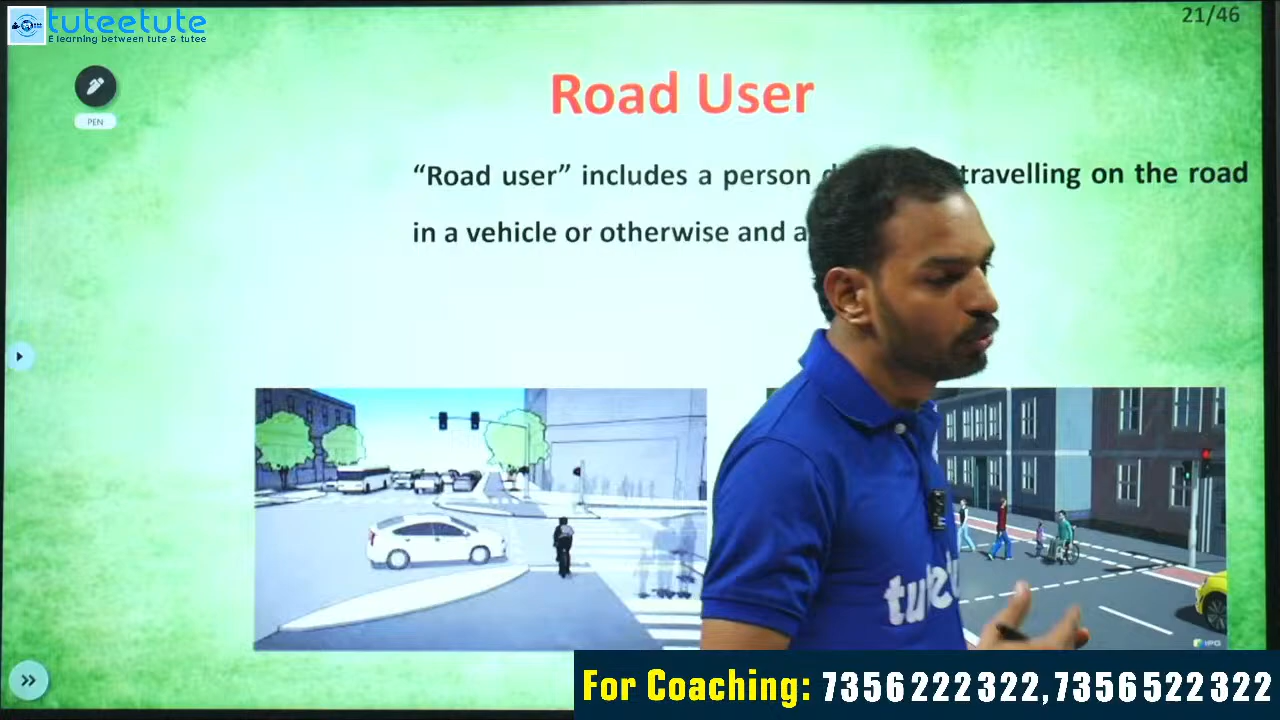 tuteetute
E learning between tute & tutee
21/46
PEN
Road User
“Road user” includes a person travelling on the road
in a vehicle or otherwise and
IPG
For Coaching: 7356222322,7356522322